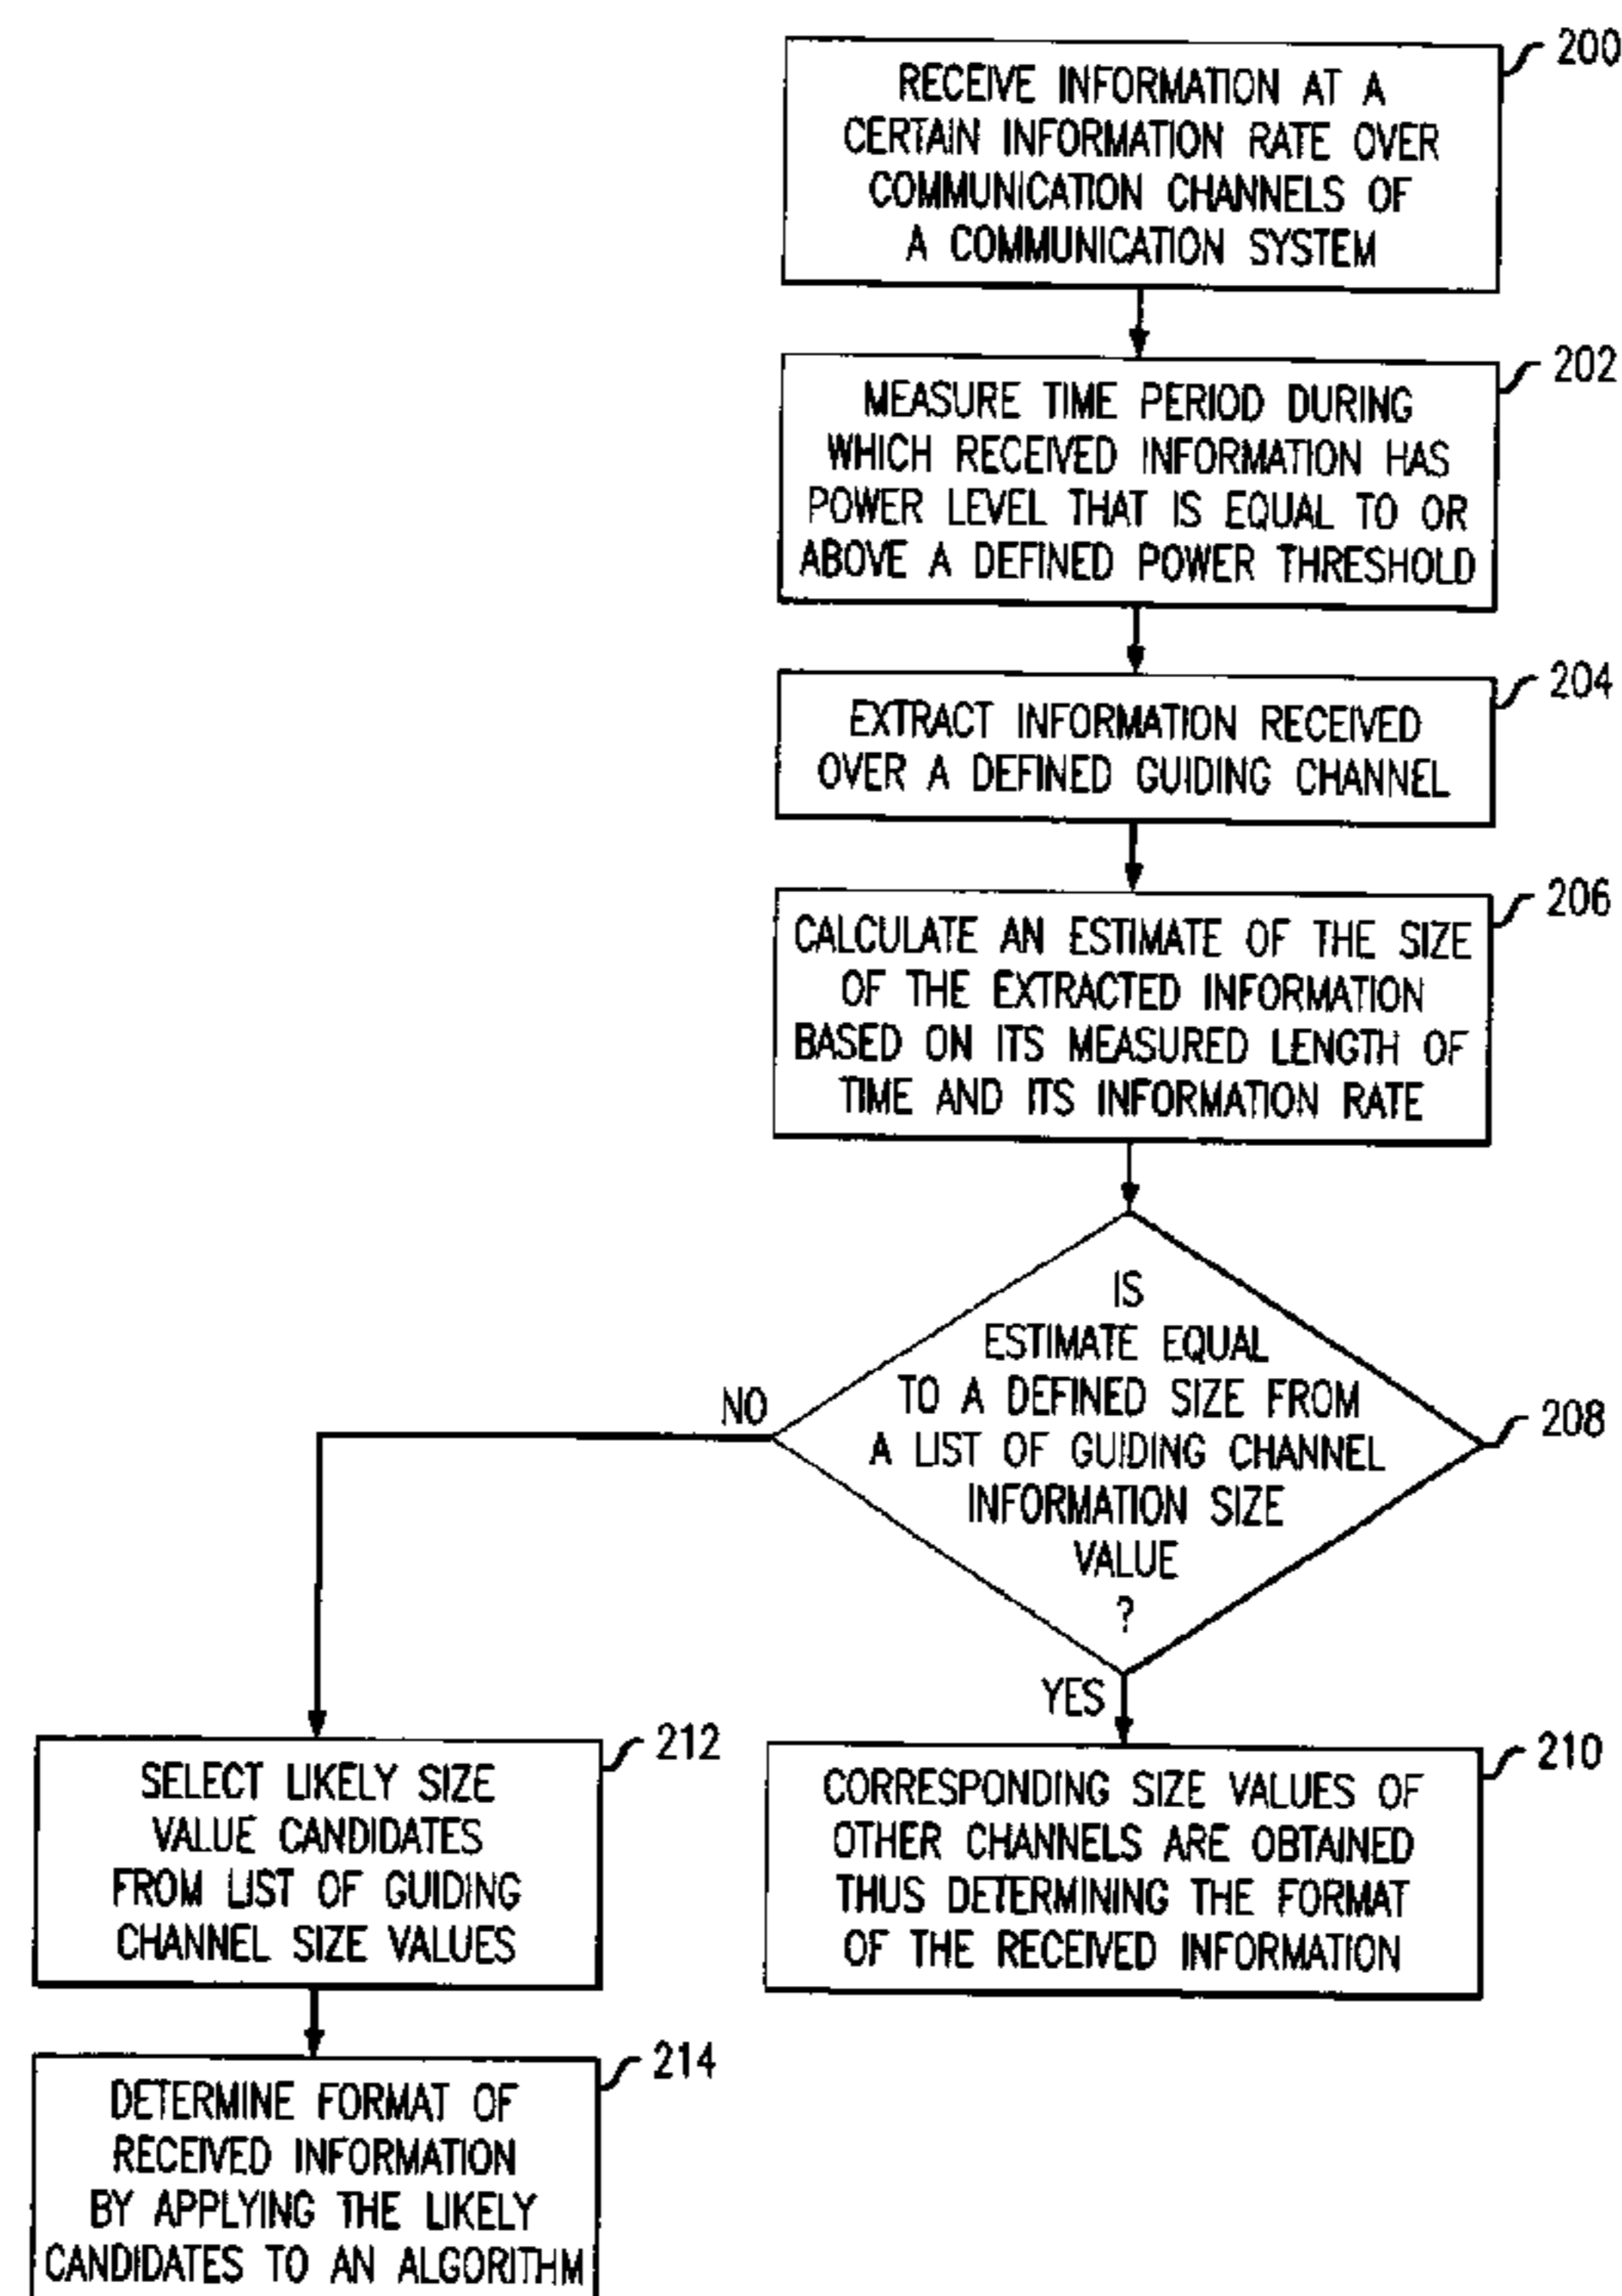 200
RECEIVE INFORMATION AT A
CERTAIN INFORMATION RATE OVER
COMMUNICATION CHANNELS OF
A COMMUNICATION SYSTEM
202
MEASURE TIME PERIOD DURING
WHICH RECEIVED INFORMATION HAS
POWER LEVEL THAT IS EQUAL TO OR
ABOVE A DEFINED POWER THRESHOLD
204
EXTRACT INFORMATION RECEIVED
OVER A DEFINED GUIDING CHANNEL
206
CALCULATE AN ESTIMATE OF THE SIZE
OF THE EXTRACTED INFORMATION
BASED ON ITS MEASURED LENGTH OF
TIME AND ITS INFORMATION RATE
IS
ESTIMATE EQUAL
TO A DEFINED SIZE FROM
A LIST OF GUIDING CHANNEL
INFORMATION SIZE
VALUE
?
208
NO
YES
212
SELECT LIKELY SIZE
VALUE CANDIDATES
FROM LIST OF GUIDING
CHANNEL SIZE VALUES
210
CORRESPONDING SIZE VALUES OF
OTHER CHANNELS ARE OBTAINED
THUS DETERMINING THE FORMAT
OF THE RECEIVED INFORMATION
214
DETERMINE FORMAT OF
RECEIVED INFORMATION
BY APPLYING THE LIKELY
CANDIDATES TO AN ALGORITHM